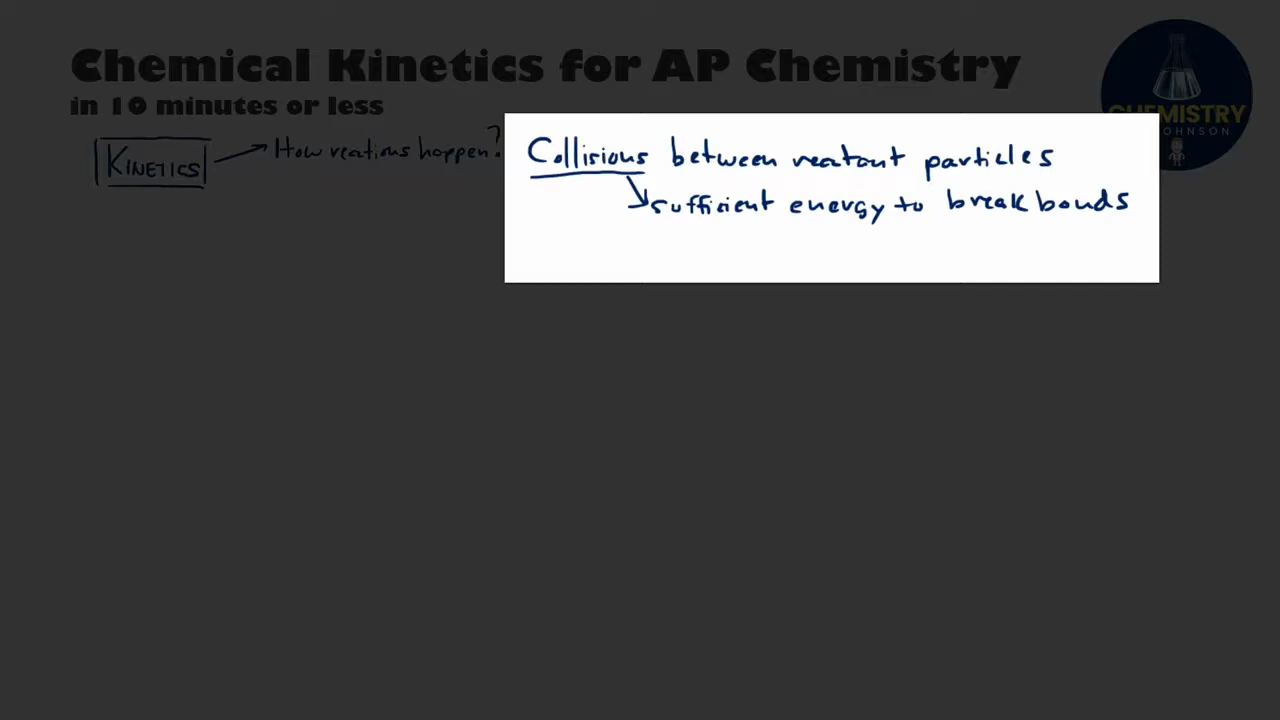 Chemical Kinetics for AP Chemistry
in 10 minutes or less
KINETICS → How reactions happen?
Collisions between reactant particles
sufficient energy to break bonds
CHEMISTRY
JOHNSON